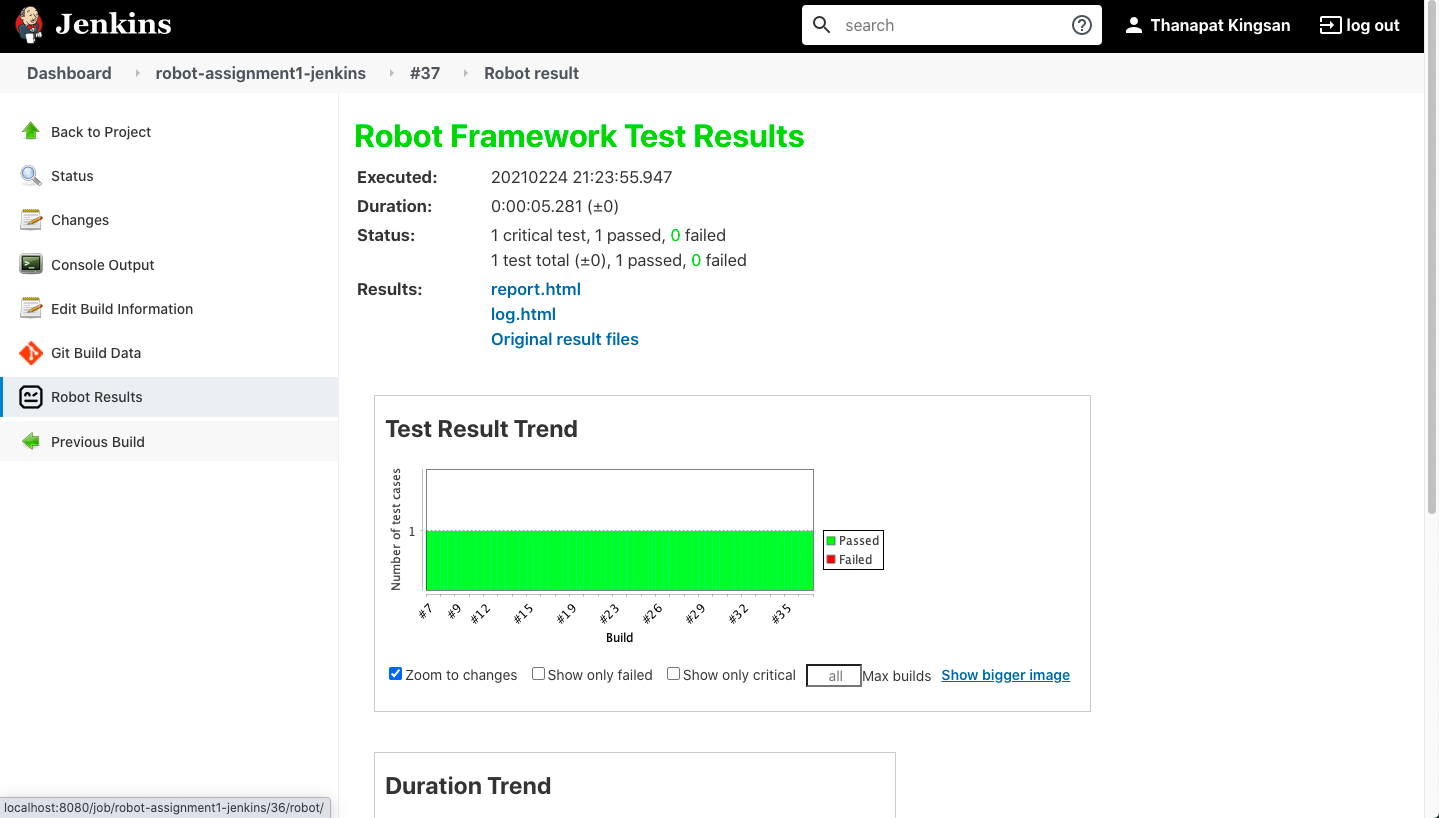 Jenkins
search
Thanapat Kingsan
log out
Dashboard robot-assignment1-jenkins #37 Robot result
Back to Project
Status
Changes
Console Output
Edit Build Information
Git Build Data
Robot Results
Previous Build
Robot Framework Test Results
Executed: 20210224 21:23:55.947
Duration: 0:00:05.281 (±0)
Status: 1 critical test, 1 passed, 0 failed
1 test total (±0), 1 passed, 0 failed
Results: report.html
log.html
Original result files
Test Result Trend
Number of test cases
1
Passed
Failed
#7 #9 #12 #15 #19 #23 #26 #29 #32 #35
Build
Zoom to changes Show only failed Show only critical all Max builds Show bigger image
Duration Trend
localhost:8080/job/robot-assignment1-jenkins/36/robot/